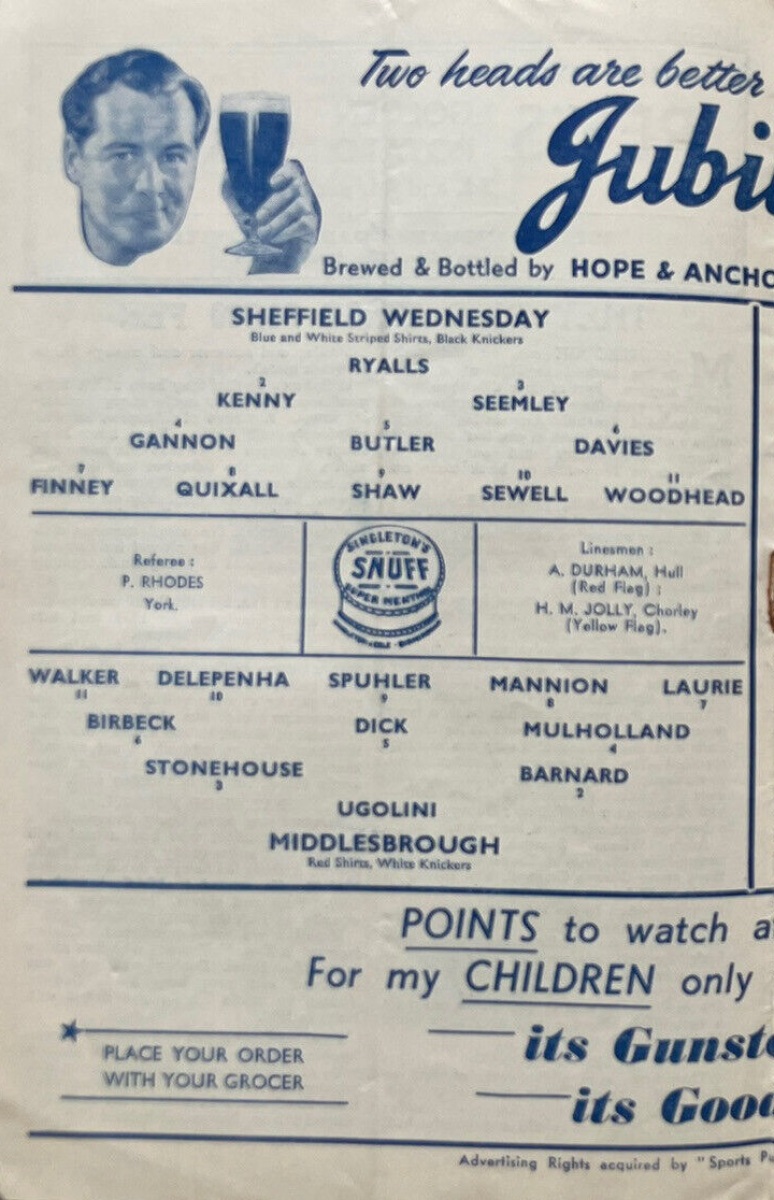 Two heads are better
Jubi
Brewed & Bottled by HOPE & ANCHO
SHEFFIELD WEDNESDAY
Blue and White Striped Shirts, Black Knickers
RYALLS
2 3
KENNY SEEMLEY
4 5 6
GANNON BUTLER DAVIES
7 8 9 10 11
FINNEY QUIXALL SHAW SEWELL WOODHEAD
Referee :
P. RHODES
York.
SINGLETON'S
SNUFF
SUPER MENTHOL
Linesmen :
A. DURHAM, Hull
(Red Flag) ;
H. M. JOLLY, Chorley
(Yellow Flag).
WALKER DELEPENHA SPUHLER MANNION LAURIE
11 10 9 8 7
BIRBECK DICK MULHOLLAND
6 5 4
STONEHOUSE BARNARD
3 2
UGOLINI
MIDDLESBROUGH
Red Shirts, White Knickers
POINTS to watch a
For my CHILDREN only
its Gunst
its Good
PLACE YOUR ORDER
WITH YOUR GROCER
Advertising Rights acquired by "Sports Pu